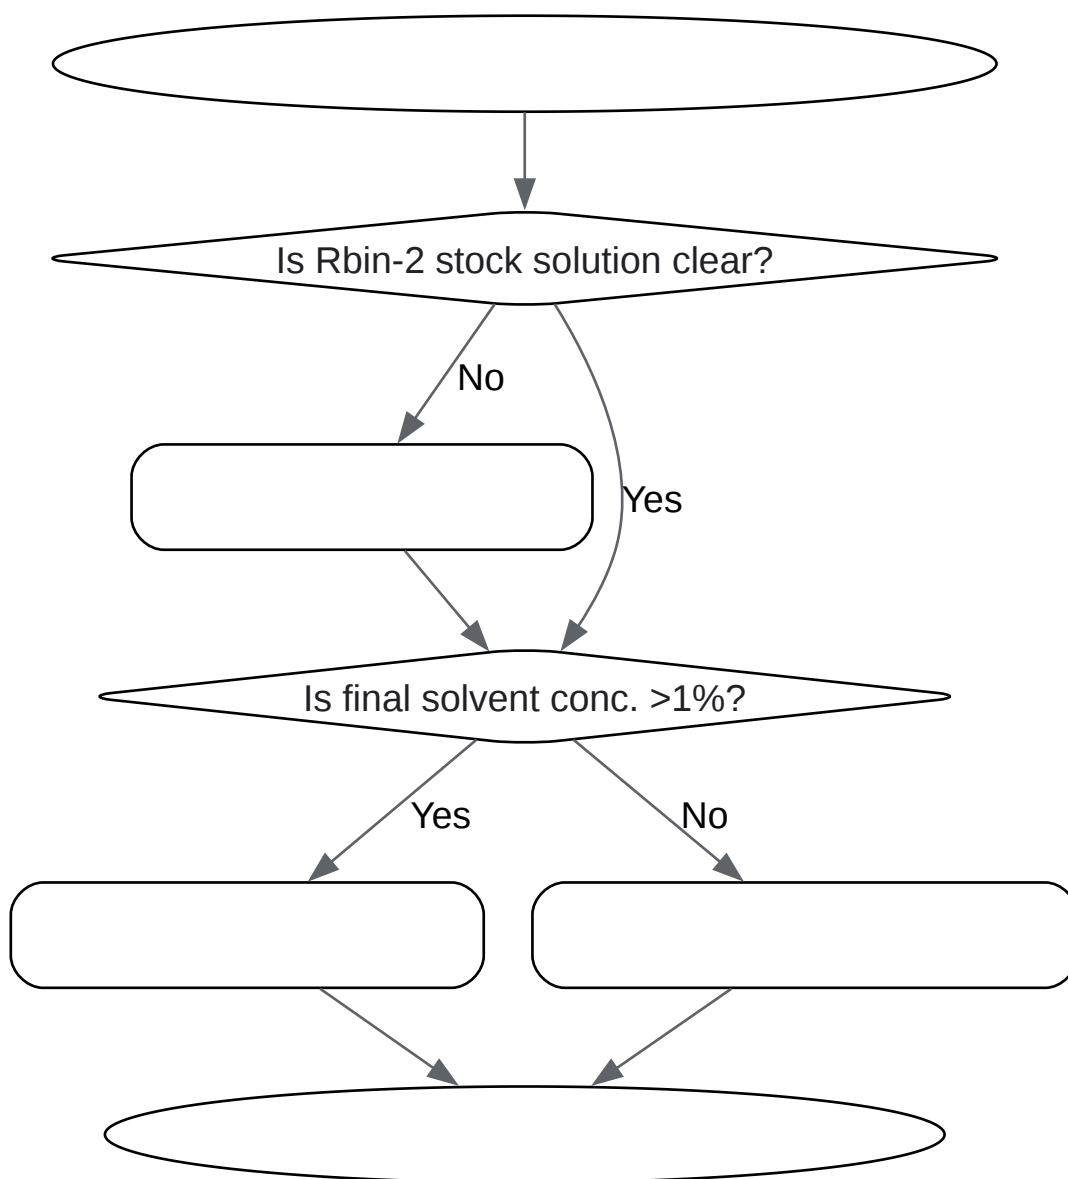 Is Rbin-2 stock solution clear?
No
Yes
Is final solvent conc. >1%?
Yes
No